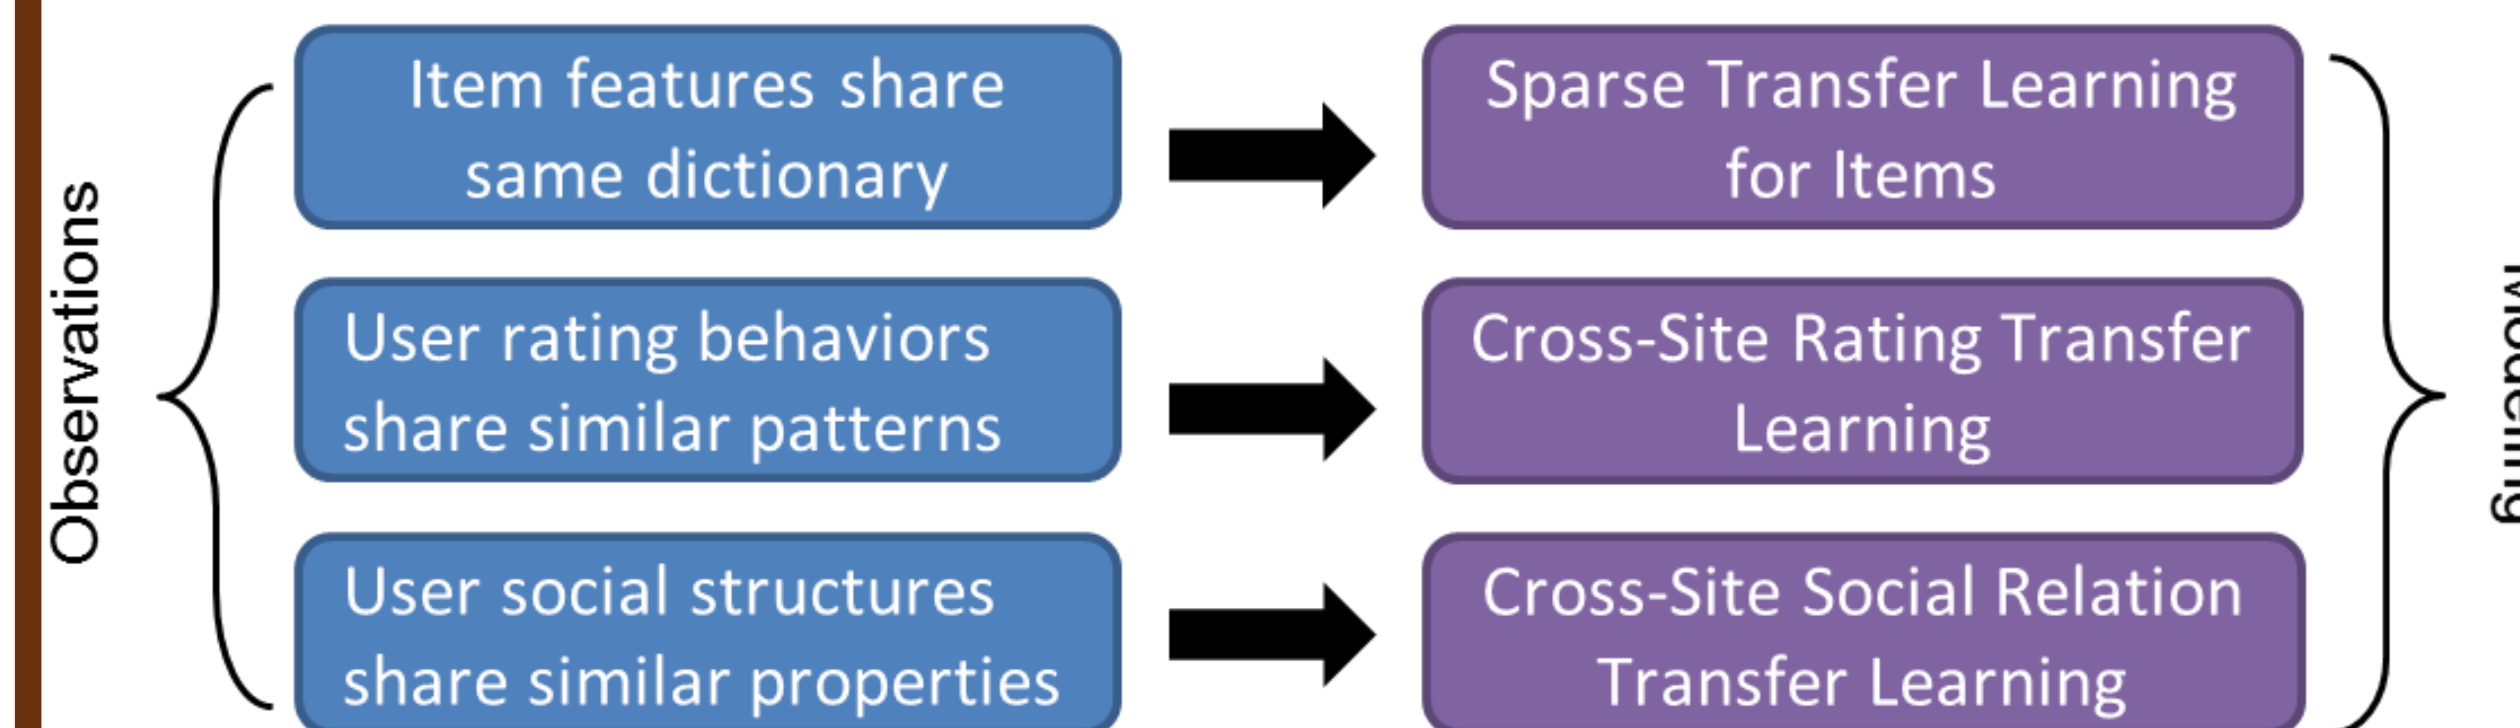 Observations
Item features share
same dictionary
Sparse Transfer Learning
for Items
User rating behaviors
share similar patterns
Cross-Site Rating Transfer
Learning
User social structures
share similar properties
Cross-Site Social Relation
Transfer Learning